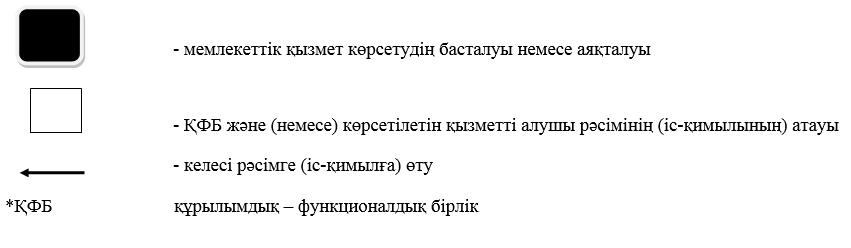 - мемлекеттік қызмет көрсетудің басталуы немесе аяқталуы
- ҚФБ және (немесе) көрсетілетін қызметті алушы рәсімінің (іс-қимылының) атауы
- келесі рәсімге (іс-қимылға) өту
*ҚФБ құрылымдық – функционалдық бірлік